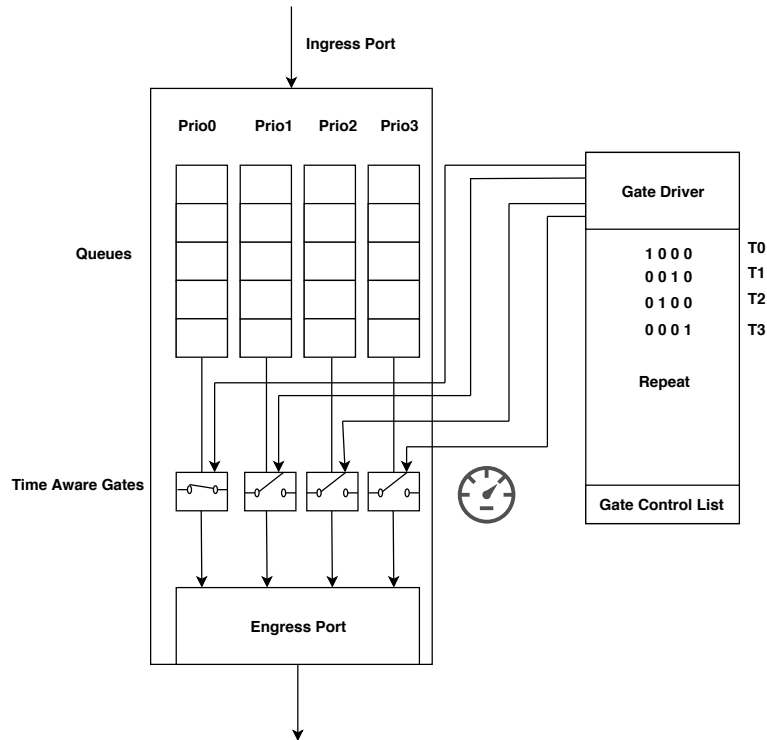 Ingress Port
Prio0 Prio1 Prio2 Prio3
Gate Driver
Queues
1 0 0 0 T0
0 0 1 0 T1
0 1 0 0 T2
0 0 0 1 T3
Repeat
Time Aware Gates
Gate Control List
Engress Port